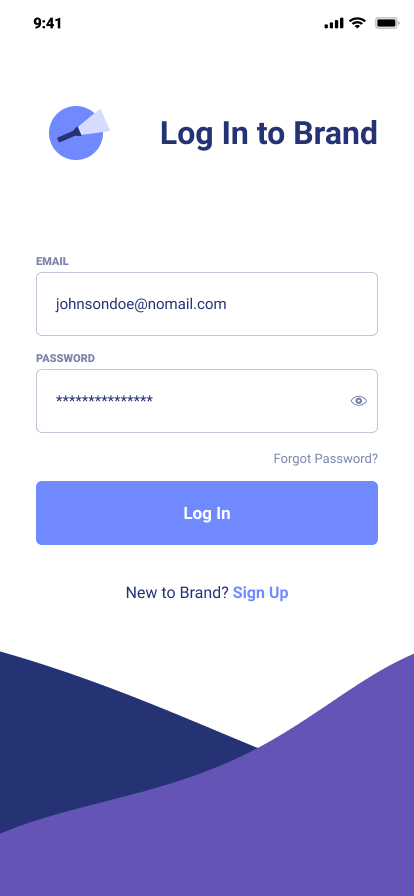 9:41
Log In to Brand
EMAIL
johnsondoe@nomail.com
PASSWORD
***************
Forgot Password?
Log In
New to Brand? Sign Up